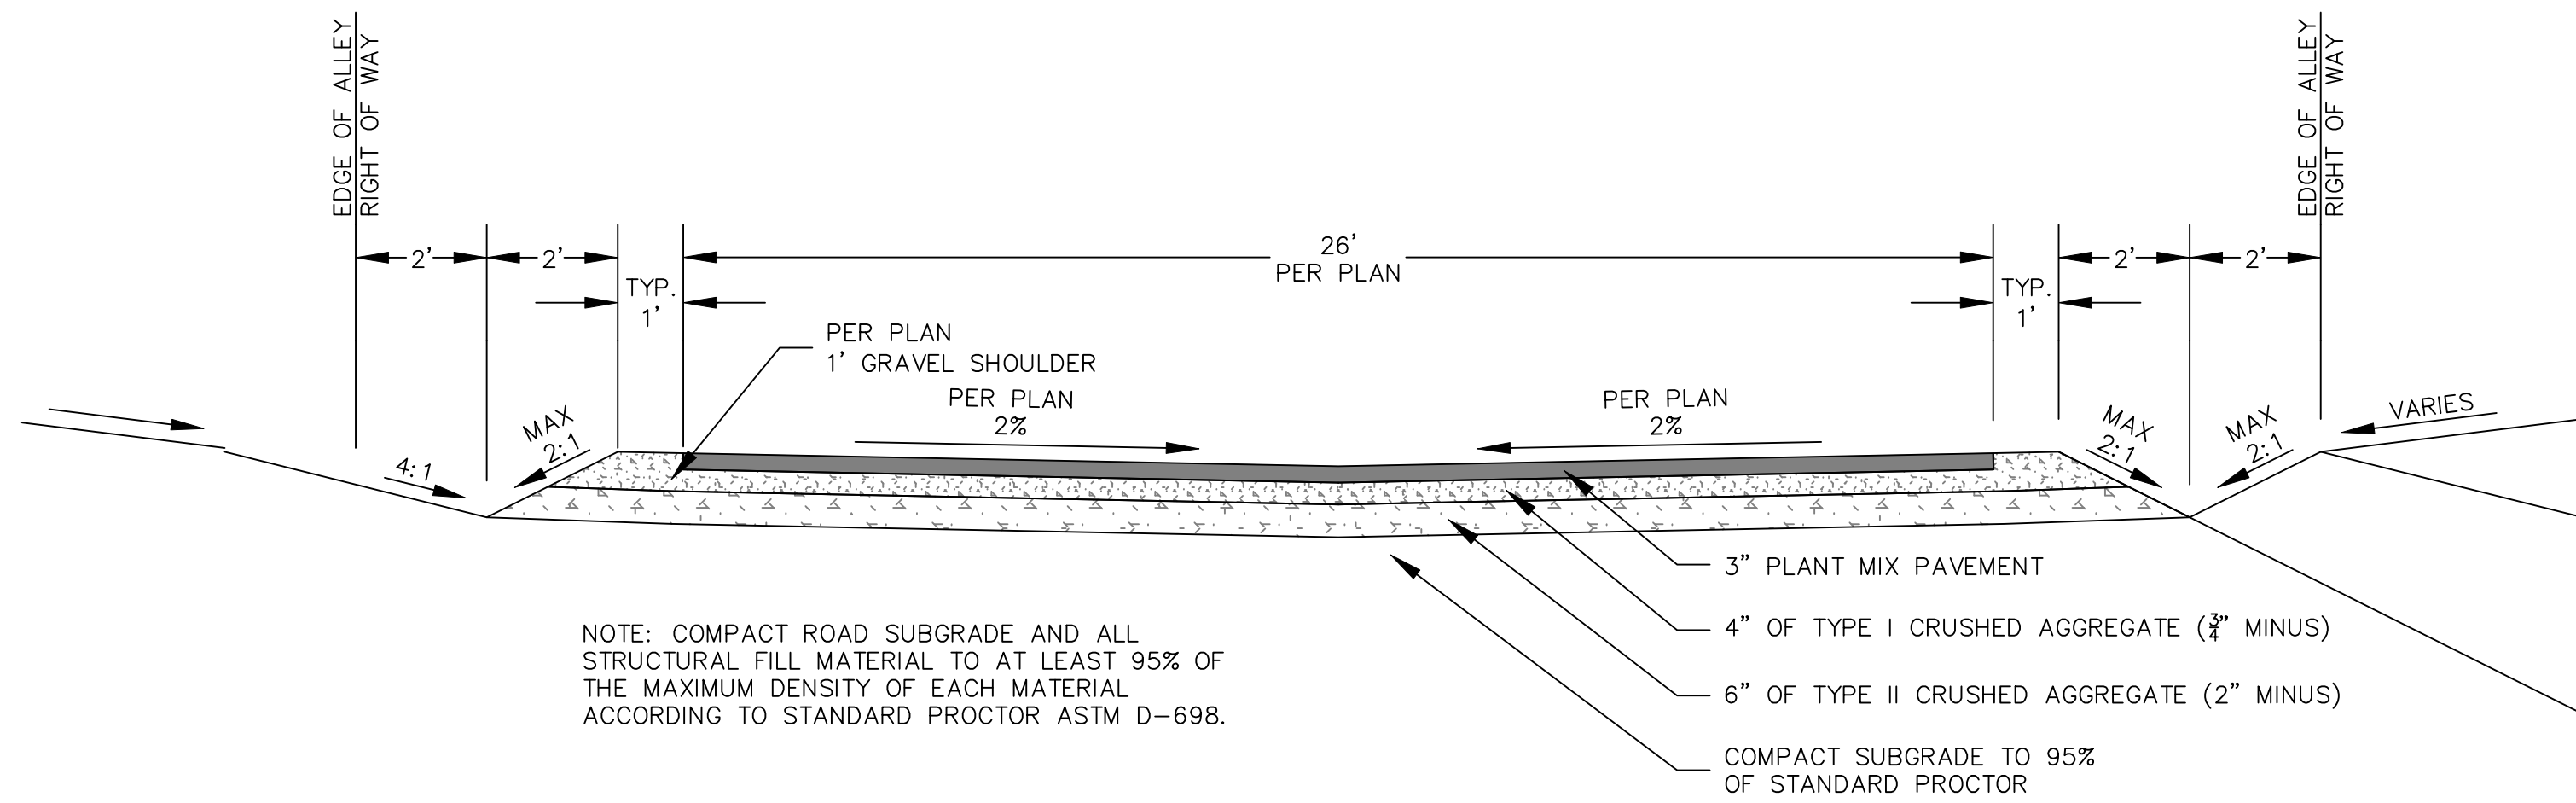 EDGE OF ALLEY
RIGHT OF WAY
EDGE OF ALLEY
RIGHT OF WAY
2'
2'
26'
PER PLAN
2'
2'
TYP.
1'
TYP.
1'
PER PLAN
1' GRAVEL SHOULDER
PER PLAN
2%
PER PLAN
2%
4:1
MAX
2:1
MAX
2:1
MAX
2:1
VARIES
3" PLANT MIX PAVEMENT
4" OF TYPE I CRUSHED AGGREGATE (3/4" MINUS)
6" OF TYPE II CRUSHED AGGREGATE (2" MINUS)
COMPACT SUBGRADE TO 95%
OF STANDARD PROCTOR
NOTE: COMPACT ROAD SUBGRADE AND ALL
STRUCTURAL FILL MATERIAL TO AT LEAST 95% OF
THE MAXIMUM DENSITY OF EACH MATERIAL
ACCORDING TO STANDARD PROCTOR ASTM D-698.